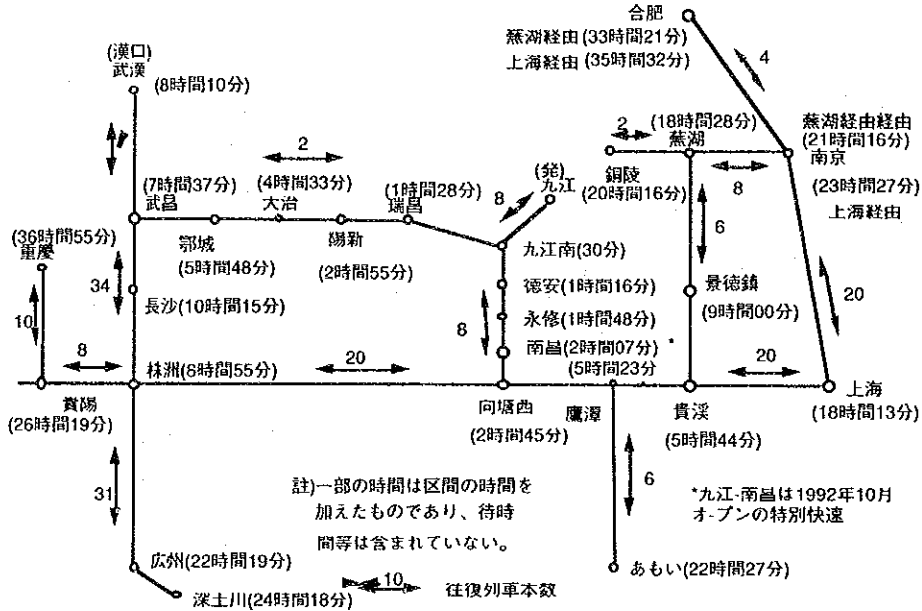 合肥
蕪湖経由(33時間21分)
上海経由(35時間32分)
4
(漢口)
武漢
(8時間10分)
2
(4時間33分)
大治
(7時間37分)
武昌
(1時間28分)
瑞昌
鄂城
(5時間48分)
陽新
(2時間55分)
8
(発)
九江
九江南(30分)
徳安(1時間16分)
永修(1時間48分)
8
南昌(2時間07分)*
(5時間23分
2
(18時間28分)
蕪湖
銅陵
(20時間16分)
8
蕪湖経由経由
(21時間16分)
南京
(23時間27分)
上海経由
6
景徳鎮
(9時間00分)
20
(36時間55分)
重慶
10
34
長沙(10時間15分)
8
株洲(8時間55分)
20
20
貴陽
(26時間19分)
向塘西
(2時間45分)
鷹潭
貴渓
(5時間44分)
上海
(18時間13分)
31
6
註)一部の時間は区間の時間を
加えたものであり、待時
間等は含まれていない。
*九江-南昌は1992年10月
オ-プンの特別快速
広州(22時間19分)
深土川(24時間18分)
10
往復列車本数
あもい(22時間27分)